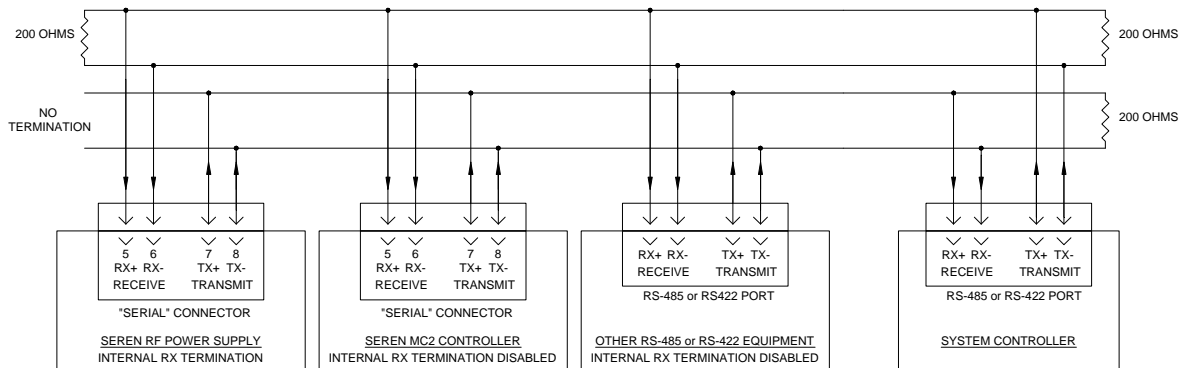 200 OHMS
200 OHMS
NO
TERMINATION
200 OHMS
5 6 7 8
RX+ RX- TX+ TX-
RECEIVE TRANSMIT
"SERIAL" CONNECTOR
SEREN RF POWER SUPPLY
INTERNAL RX TERMINATION
5 6 7 8
RX+ RX- TX+ TX-
RECEIVE TRANSMIT
"SERIAL" CONNECTOR
SEREN MC2 CONTROLLER
INTERNAL RX TERMINATION DISABLED
RX+ RX- TX+ TX-
RECEIVE TRANSMIT
RS-485 or RS422 PORT
OTHER RS-485 or RS-422 EQUIPMENT
INTERNAL RX TERMINATION DISABLED
RX+ RX- TX+ TX-
RECEIVE TRANSMIT
RS-485 or RS-422 PORT
SYSTEM CONTROLLER